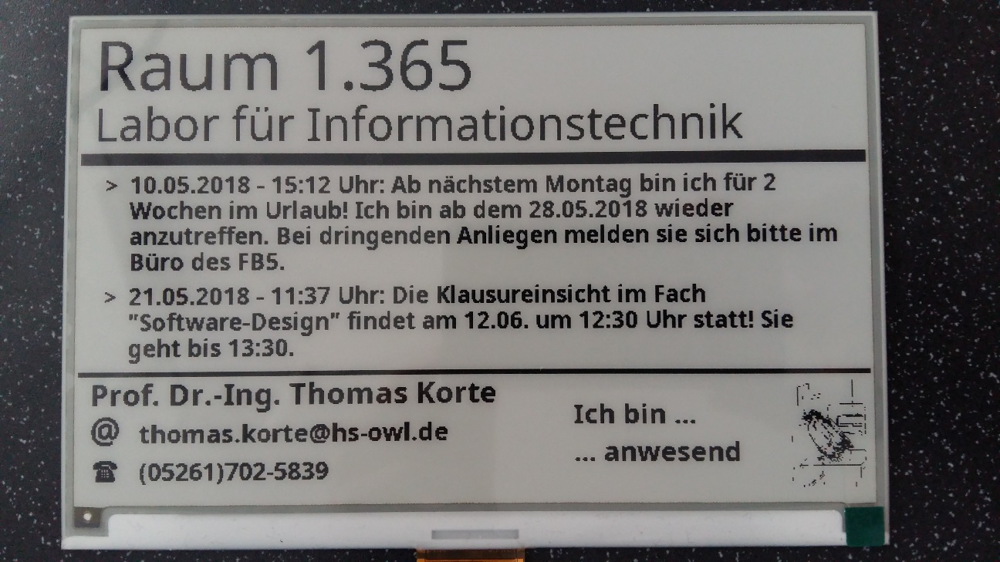 Raum 1.365
Labor für Informationstechnik
> 10.05.2018 - 15:12 Uhr: Ab nächstem Montag bin ich für 2
Wochen im Urlaub! Ich bin ab dem 28.05.2018 wieder
anzutreffen. Bei dringenden Anliegen melden sie sich bitte im
Büro des FB5.
> 21.05.2018 - 11:37 Uhr: Die Klausureinsicht im Fach
"Software-Design" findet am 12.06. um 12:30 Uhr statt! Sie
geht bis 13:30.
Prof. Dr.-Ing. Thomas Korte
@ thomas.korte@hs-owl.de
☎ (05261)702-5839
Ich bin ...
... anwesend